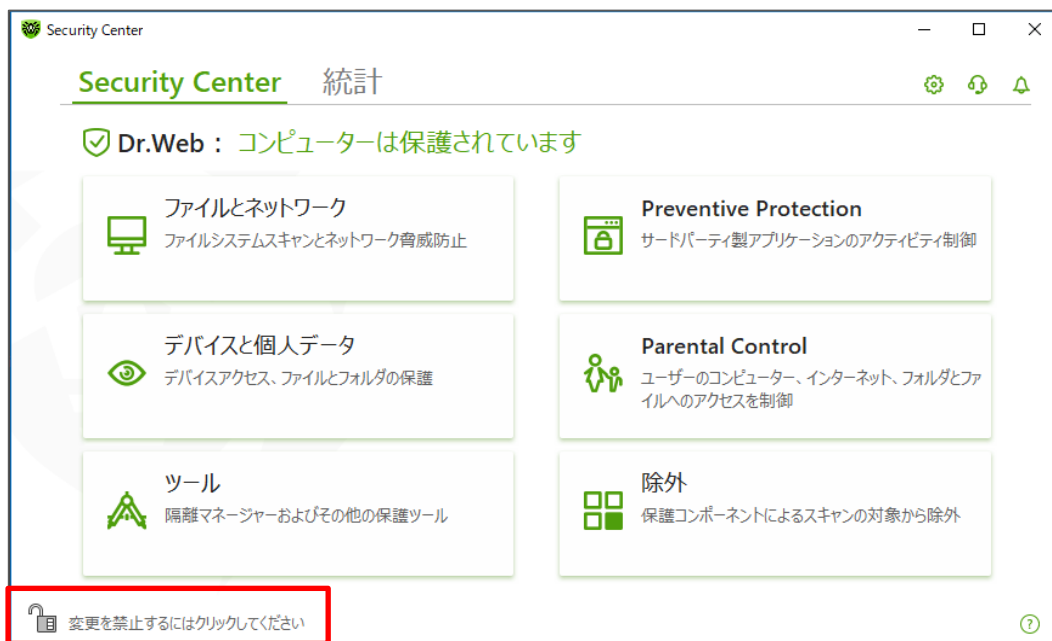 Security Center
Security Center 統計
Dr.Web： コンピューターは保護されています
ファイルとネットワーク
ファイルシステムスキャンとネットワーク脅威防止
Preventive Protection
サードパーティ製アプリケーションのアクティビティ制御
デバイスと個人データ
デバイスアクセス、ファイルとフォルダの保護
Parental Control
ユーザーのコンピューター、インターネット、フォルダとファ
イルへのアクセスを制御
ツール
隔離マネージャーおよびその他の保護ツール
除外
保護コンポーネントによるスキャンの対象から除外
変更を禁止するにはクリックしてください
?